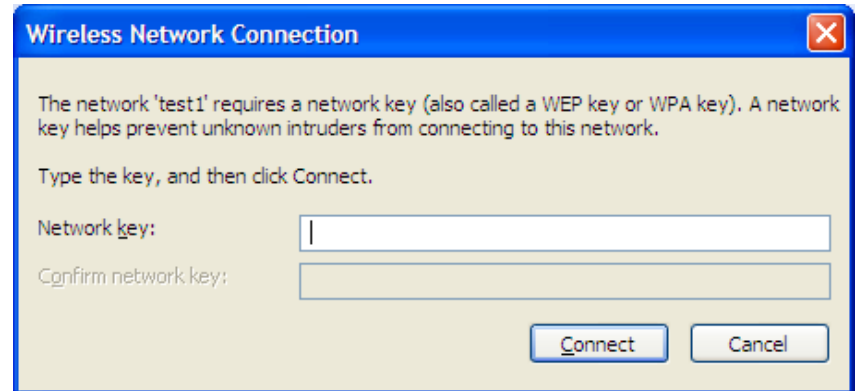 Wireless Network Connection
The network 'test1' requires a network key (also called a WEP key or WPA key). A network
key helps prevent unknown intruders from connecting to this network.
Type the key, and then click Connect.
Network key:
Confirm network key:
Connect Cancel